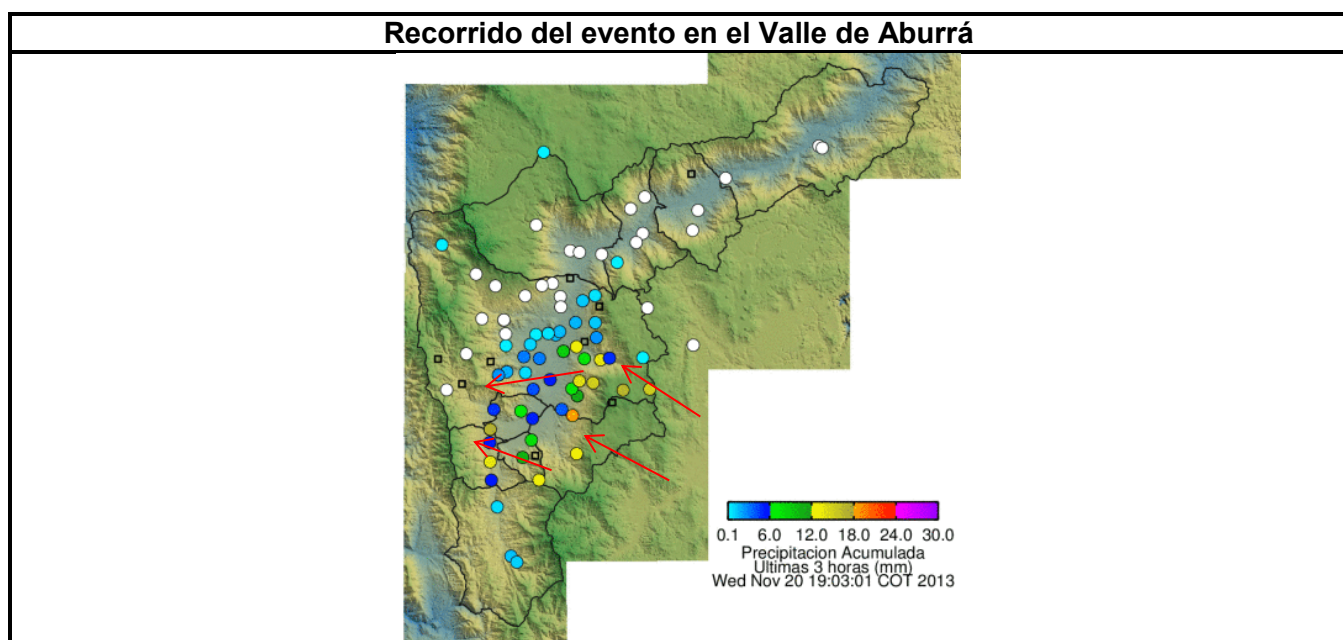 Recorrido del evento en el Valle de Aburrá
0.1 6.0 12.0 18.0 24.0 30.0
Precipitacion Acumulada
Ultimas 3 horas (mm)
Wed Nov 20 19:03:01 COT 2013